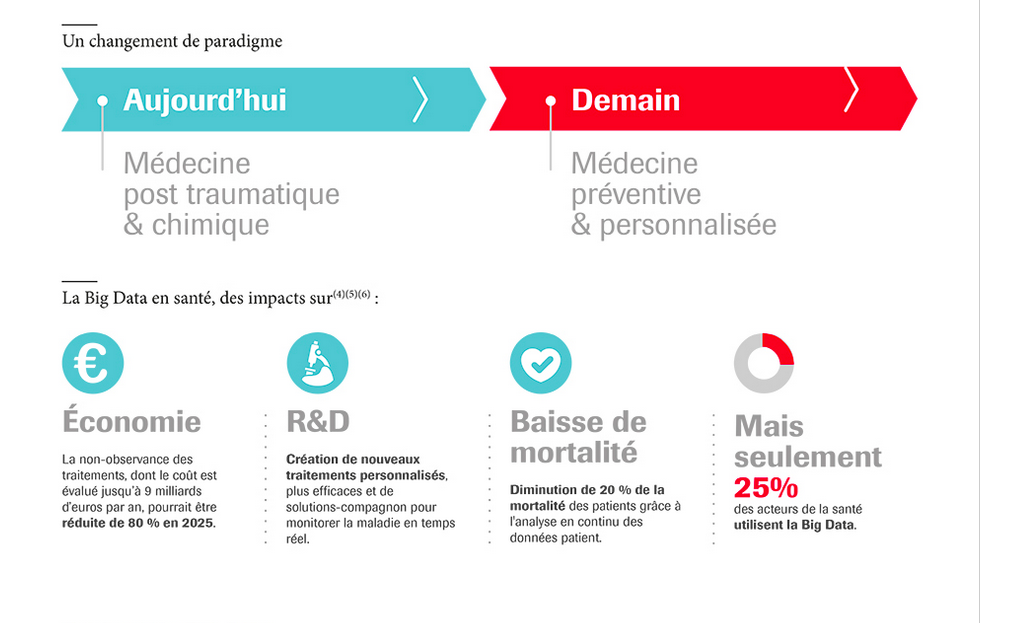 Un changement de paradigme
Aujourd'hui
Demain
Médecine
post traumatique
& chimique
Médecine
préventive
& personnalisée
La Big Data en santé, des impacts sur(4)(5)(6) :
€
Économie
La non-observance des
traitements, dont le coût est
évalué jusqu'à 9 milliards
d'euros par an, pourrait être
réduite de 80 % en 2025.
R&D
Création de nouveaux
traitements personnalisés,
plus efficaces et de
solutions-compagnon pour
monitorer la maladie en temps
réel.
Baisse de
mortalité
Diminution de 20 % de la
mortalité des patients grâce à
l'analyse en continu des
données patient.
Mais
seulement
25%
des acteurs de la santé
utilisent la Big Data.